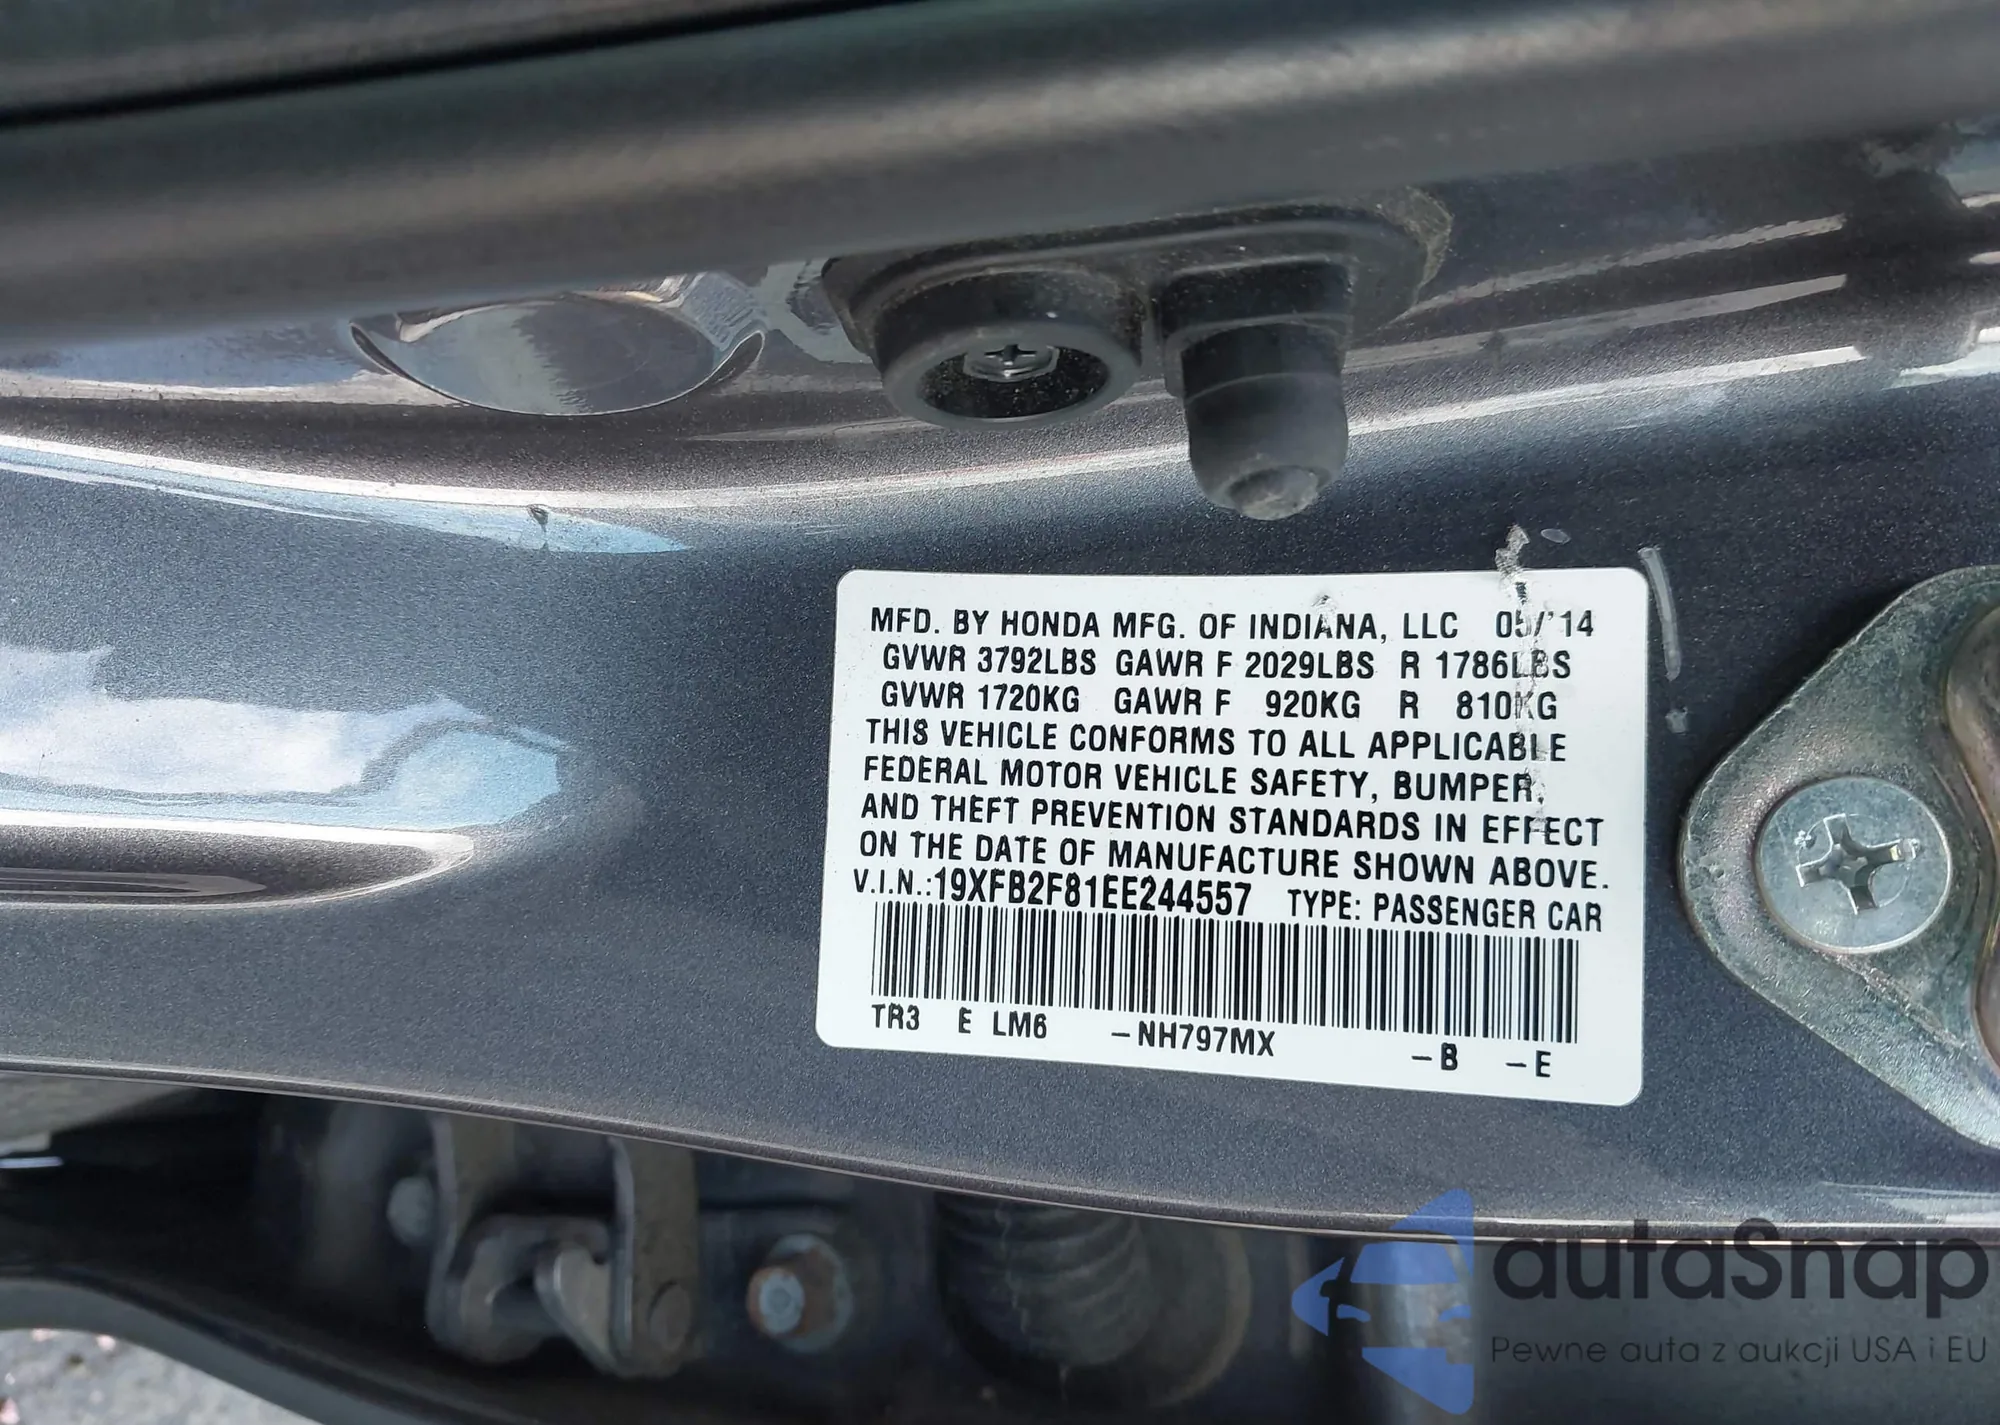 MFD. BY HONDA MFG. OF INDIANA, LLC 05/'14
GVWR 3792LBS GAWR F 2029LBS R 1786LBS
GVWR 1720KG GAWR F 920KG R 810KG
THIS VEHICLE CONFORMS TO ALL APPLICABLE
FEDERAL MOTOR VEHICLE SAFETY, BUMPER,
AND THEFT PREVENTION STANDARDS IN EFFECT
ON THE DATE OF MANUFACTURE SHOWN ABOVE.
V.I.N.:19XFB2F81EE244557 TYPE: PASSENGER CAR
TR3 E LM6 -NH797MX -B -E
autaSnap
Pewne auta z aukcji USA i EU